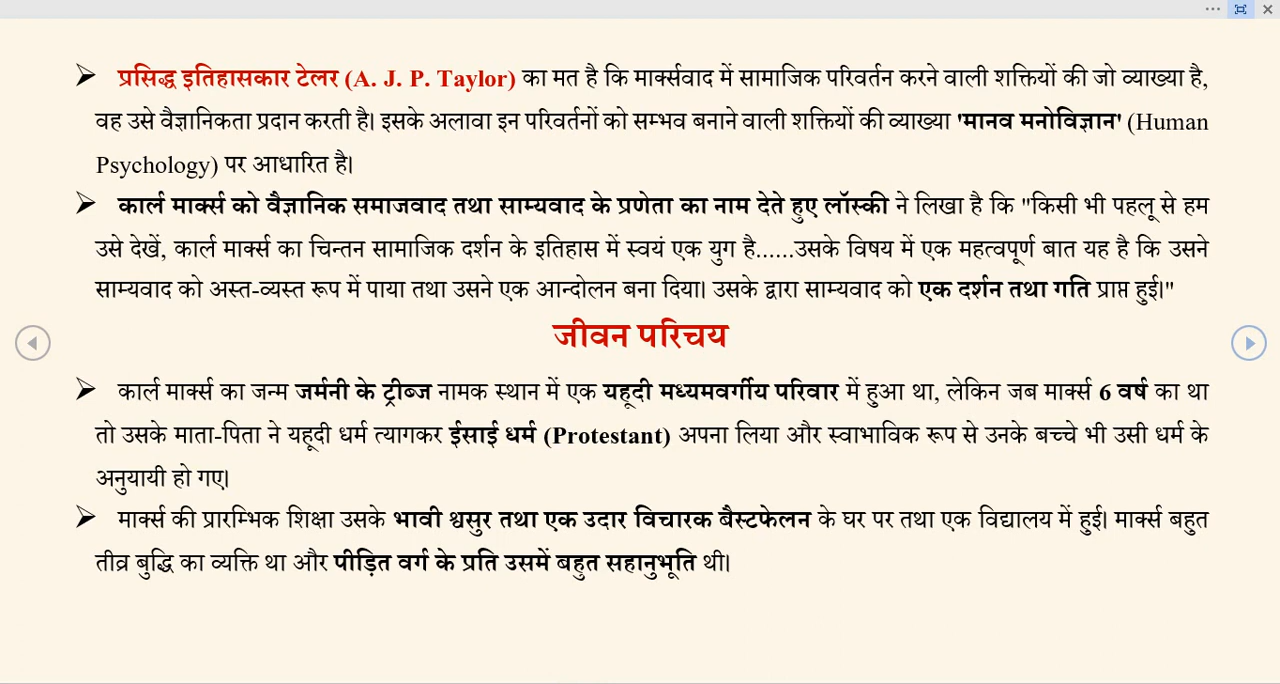 ➤ प्रसिद्ध इतिहासकार टेलर (A. J. P. Taylor) का मत है कि मार्क्सवाद में सामाजिक परिवर्तन करने वाली शक्तियों की जो व्याख्या है,
वह उसे वैज्ञानिकता प्रदान करती है। इसके अलावा इन परिवर्तनों को सम्भव बनाने वाली शक्तियों की व्याख्या 'मानव मनोविज्ञान' (Human
Psychology) पर आधारित है।
➤ कार्ल मार्क्स को वैज्ञानिक समाजवाद तथा साम्यवाद के प्रणेता का नाम देते हुए लॉस्की ने लिखा है कि "किसी भी पहलू से हम
उसे देखें, कार्ल मार्क्स का चिन्तन सामाजिक दर्शन के इतिहास में स्वयं एक युग है......उसके विषय में एक महत्वपूर्ण बात यह है कि उसने
साम्यवाद को अस्त-व्यस्त रूप में पाया तथा उसने एक आन्दोलन बना दिया। उसके द्वारा साम्यवाद को एक दर्शन तथा गति प्राप्त हुई।"
जीवन परिचय
➤ कार्ल मार्क्स का जन्म जर्मनी के ट्रीब्ज नामक स्थान में एक यहूदी मध्यमवर्गीय परिवार में हुआ था, लेकिन जब मार्क्स 6 वर्ष का था
तो उसके माता-पिता ने यहूदी धर्म त्यागकर ईसाई धर्म (Protestant) अपना लिया और स्वाभाविक रूप से उनके बच्चे भी उसी धर्म के
अनुयायी हो गए।
➤ मार्क्स की प्रारम्भिक शिक्षा उसके भावी श्वसुर तथा एक उदार विचारक बैस्टफेलन के घर पर तथा एक विद्यालय में हुई। मार्क्स बहुत
तीव्र बुद्धि का व्यक्ति था और पीड़ित वर्ग के प्रति उसमें बहुत सहानुभूति थी।